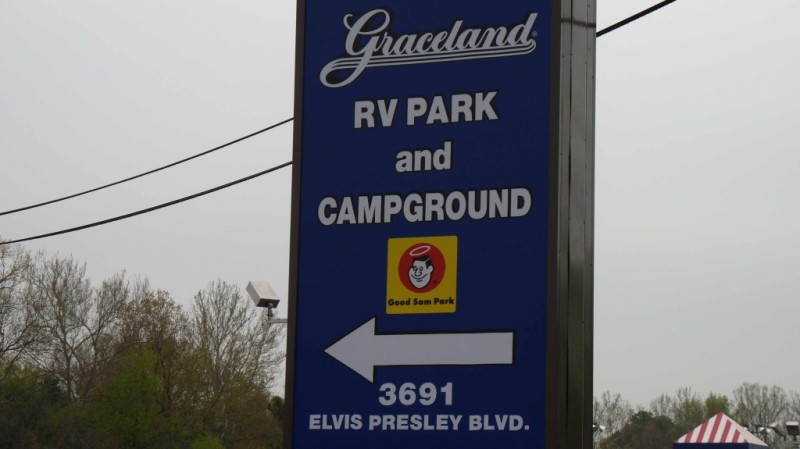 Graceland
RV PARK
and
CAMPGROUND
Good Sam Park
3691
ELVIS PRESLEY BLVD.